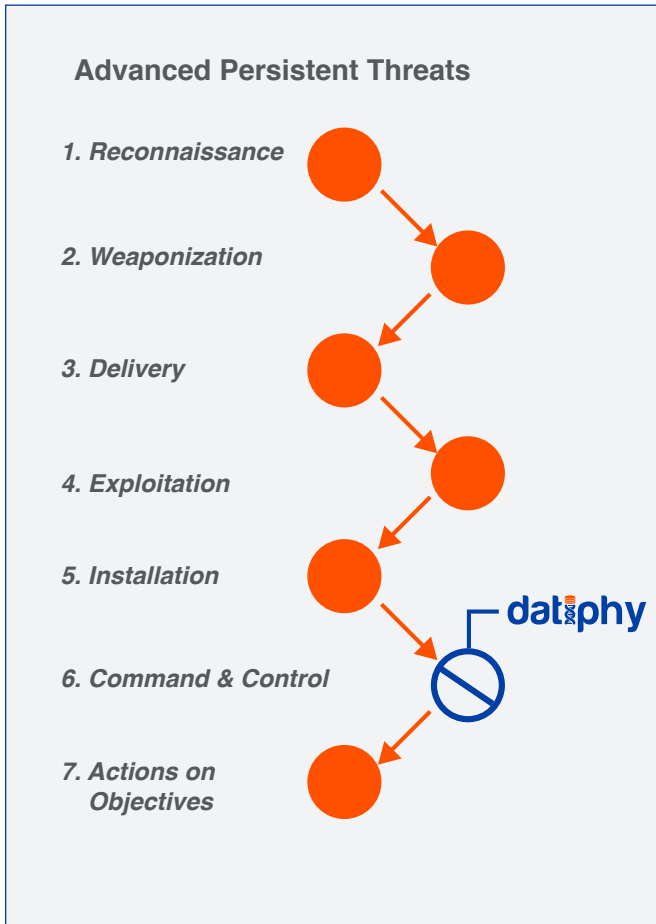 Advanced Persistent Threats
1. Reconnaissance
2. Weaponization
3. Delivery
4. Exploitation
5. Installation
datiphy
6. Command & Control
7. Actions on
Objectives